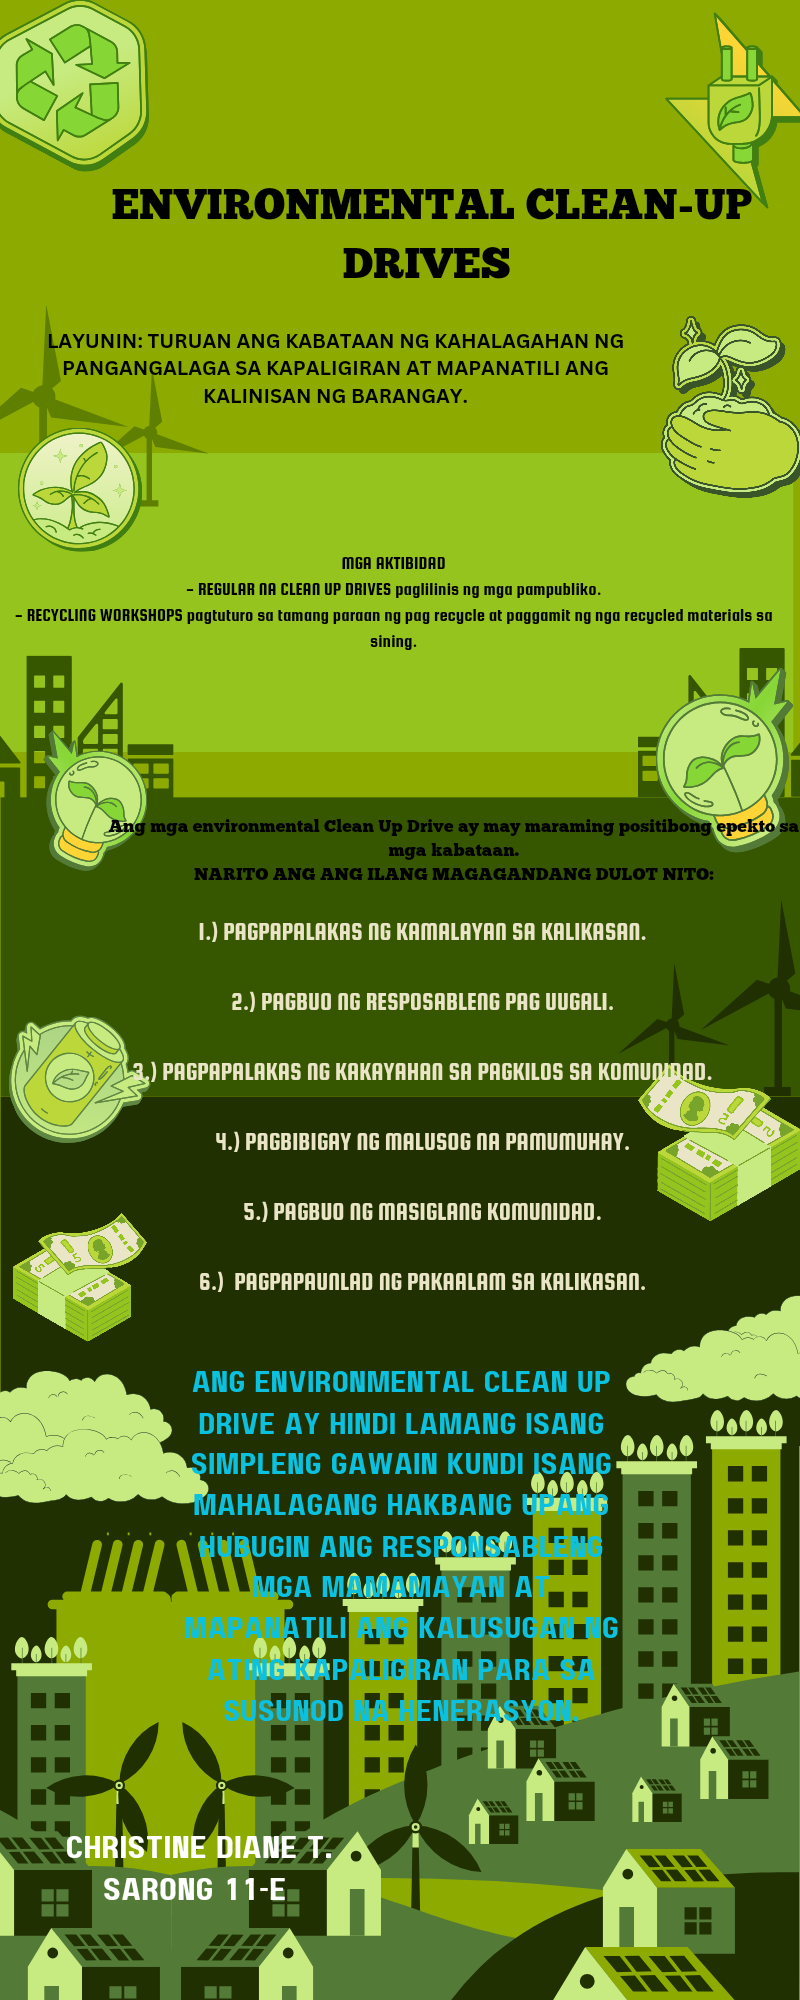 ENVIRONMENTAL CLEAN-UP
DRIVES
LAYUNIN: TURUAN ANG KABATAAN NG KAHALAGAHAN NG
PANGANGALAGA SA KAPALIGIRAN AT MAPANATILI ANG
KALINISAN NG BARANGAY.
MGA AKTIBIDAD
- REGULAR NA CLEAN UP DRIVES paglilinis ng mga pampubliko.
- RECYCLING WORKSHOPS pagtuturo sa tamang paraan ng pag recycle at paggamit ng nga recycled materials sa
sining.
Ang mga environmental Clean Up Drive ay may maraming positibong epekto sa
mga kabataan.
NARITO ANG ANG ILANG MAGAGANDANG DULOT NITO:
1.) PAGPAPALAKAS NG KAMALAYAN SA KALIKASAN.
2.) PAGBUO NG RESPOSABLENG PAG UUGALI.
3.) PAGPAPALAKAS NG KAKAYAHAN SA PAGKILOS SA KOMUNIDAD.
4.) PAGBIBIGAY NG MALUSOG NA PAMUMUHAY.
5.) PAGBUO NG MASIGLANG KOMUNIDAD.
6.) PAGPAPAUNLAD NG PAKAALAM SA KALIKASAN.
ANG ENVIRONMENTAL CLEAN UP
DRIVE AY HINDI LAMANG ISANG
SIMPLENG GAWAIN KUNDI ISANG
MAHALAGANG HAKBANG UPANG
HUBUGIN ANG RESPONSABLENG
MGA MAMAMAYAN AT
MAPANATILI ANG KALUSUGAN NG
ATING KAPALIGIRAN PARA SA
SUSUNOD NA HENERASYON.
CHRISTINE DIANE T.
SARONG 11-E